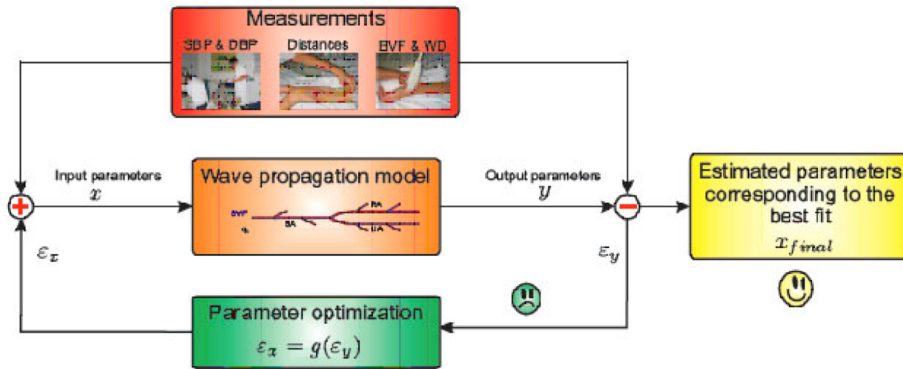 Measurements
SBP & DBP
Distances
BVF & WD
Input parameters
x
Wave propagation model
BVF
BA
RA
UA
Output parameters
y
+
−
Estimated parameters
corresponding to the
best fit
x_final
ε_x
ε_y
Parameter optimization
ε_x = g(ε_y)